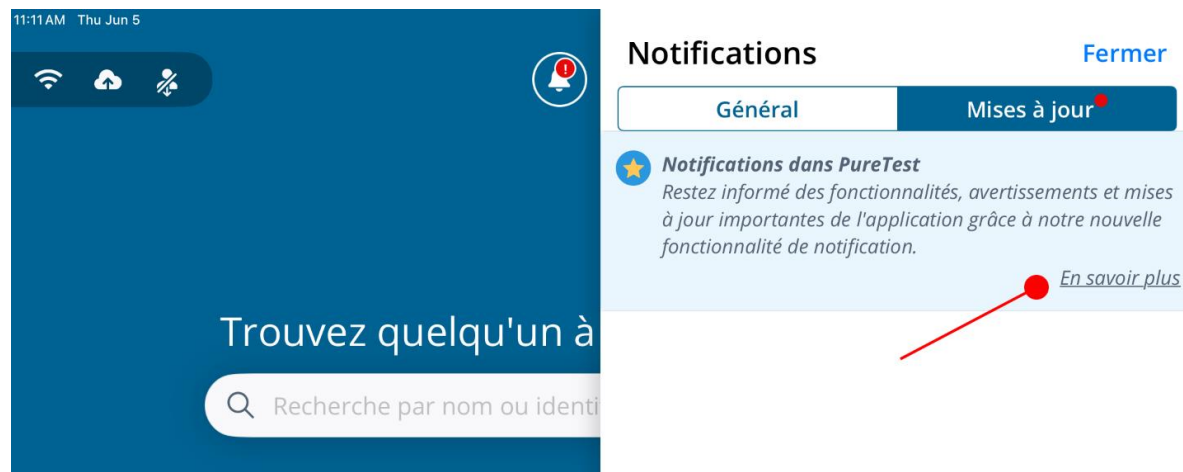 11:11 AM Thu Jun 5
Notifications
Fermer
Général
Mises à jour
Notifications dans PureTest
Restez informé des fonctionnalités, avertissements et mises
à jour importantes de l'application grâce à notre nouvelle
fonctionnalité de notification.
En savoir plus
Trouvez quelqu'un à
Recherche par nom ou identi